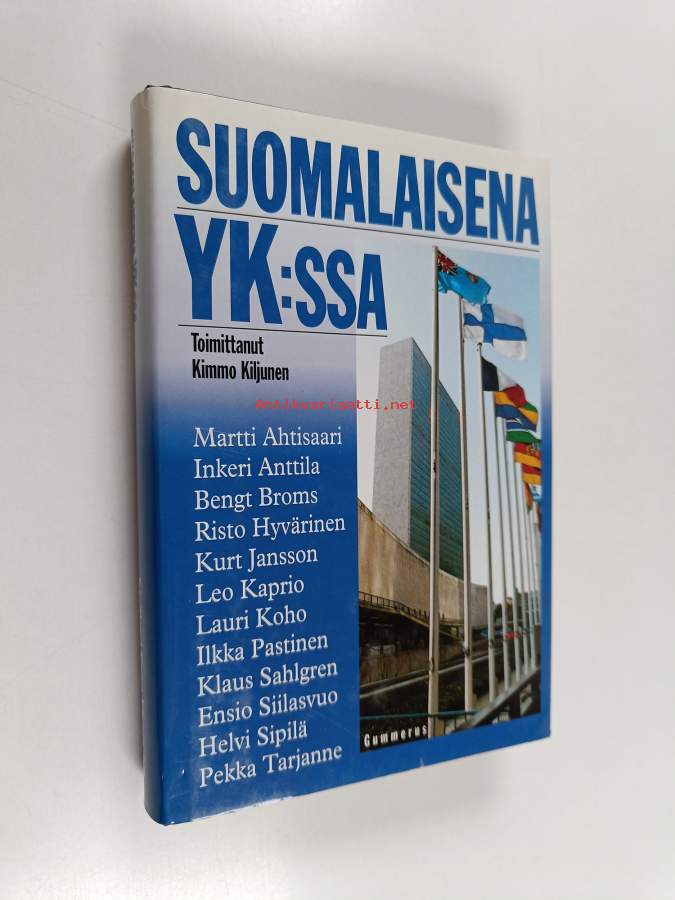 SUOMALAISENA
YK:SSA
Toimittanut
Kimmo Kiljunen
Antikvariaatti.net
Martti Ahtisaari
Inkeri Anttila
Bengt Broms
Risto Hyvärinen
Kurt Jansson
Leo Kaprio
Lauri Koho
Ilkka Pastinen
Klaus Sahlgren
Ensio Siilasvuo
Helvi Sipilä
Pekka Tarjanne
Gummerus